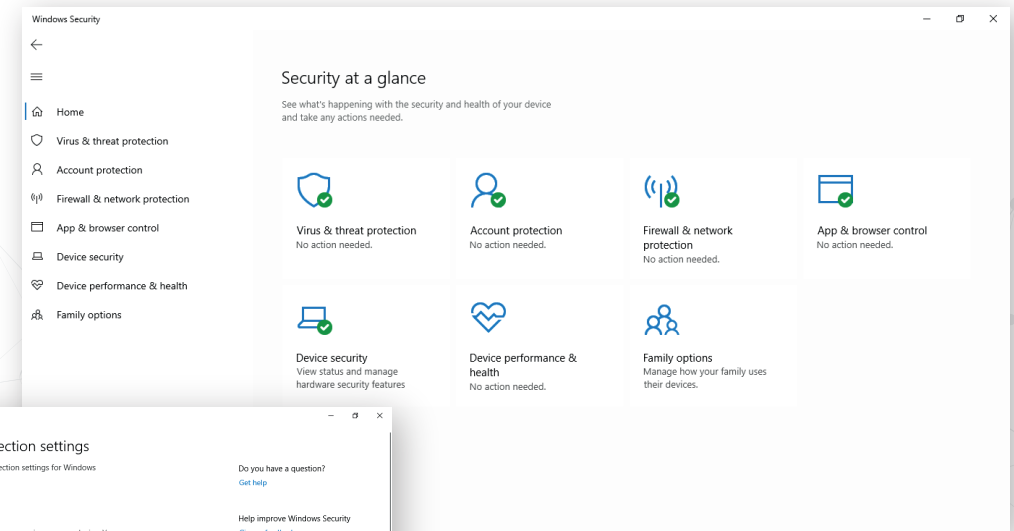 Windows Security
Home
Virus & threat protection
Account protection
Firewall & network protection
App & browser control
Device security
Device performance & health
Family options
Security at a glance
See what's happening with the security and health of your device
and take any actions needed.
Virus & threat protection
No action needed.
Account protection
No action needed.
Firewall & network
protection
No action needed.
App & browser control
No action needed.
Device security
View status and manage
hardware security features
Device performance &
health
No action needed.
Family options
Manage how your family uses
their devices.
settings
settings for Windows
Do you have a question?
Get help
Help improve Windows Security